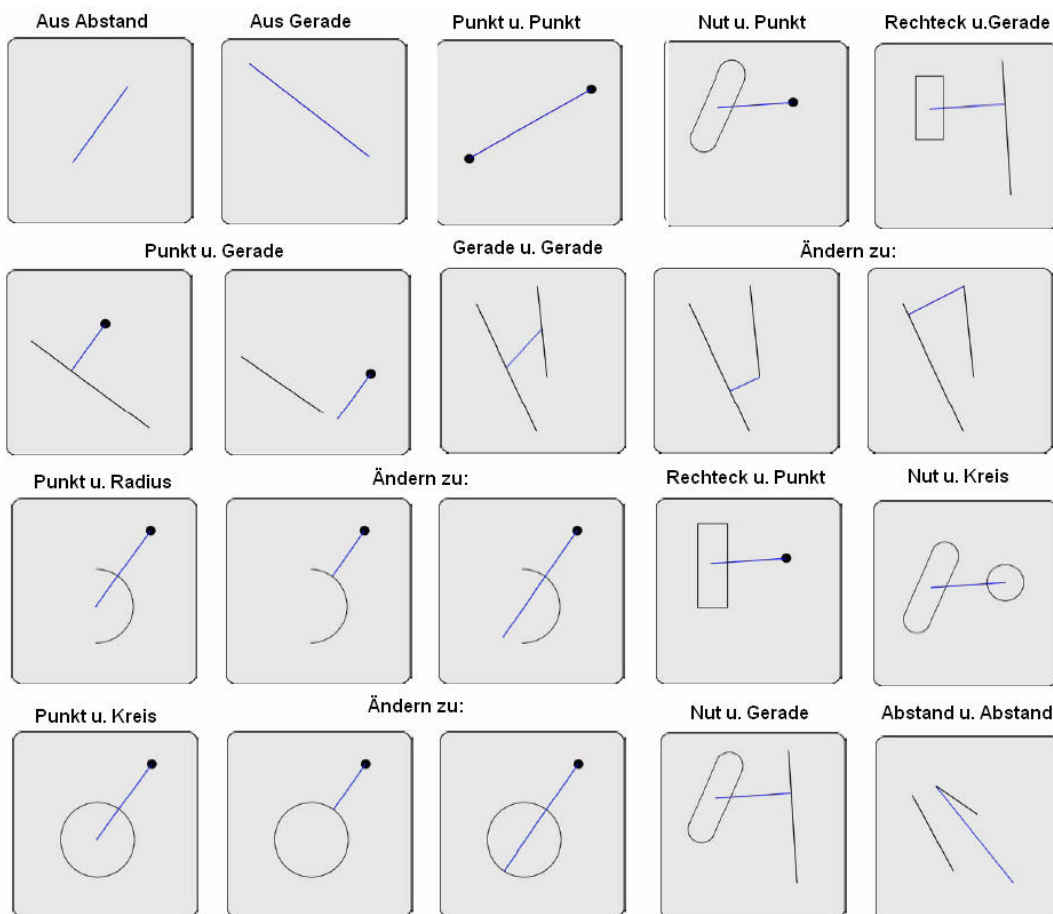 Aus Abstand
Aus Gerade
Punkt u. Punkt
Nut u. Punkt
Rechteck u.Gerade
Punkt u. Gerade
Gerade u. Gerade
Ändern zu:
Punkt u. Radius
Ändern zu:
Rechteck u. Punkt
Nut u. Kreis
Punkt u. Kreis
Ändern zu:
Nut u. Gerade
Abstand u. Abstand